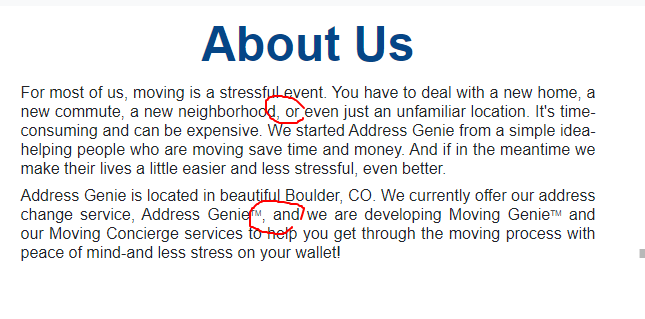 About Us
For most of us, moving is a stressful event. You have to deal with a new home, a
new commute, a new neighborhood, or even just an unfamiliar location. It's time-
consuming and can be expensive. We started Address Genie from a simple idea-
helping people who are moving save time and money. And if in the meantime we
make their lives a little easier and less stressful, even better.
Address Genie is located in beautiful Boulder, CO. We currently offer our address
change service, Address Genie™, and we are developing Moving Genie™ and
our Moving Concierge services to help you get through the moving process with
peace of mind-and less stress on your wallet!